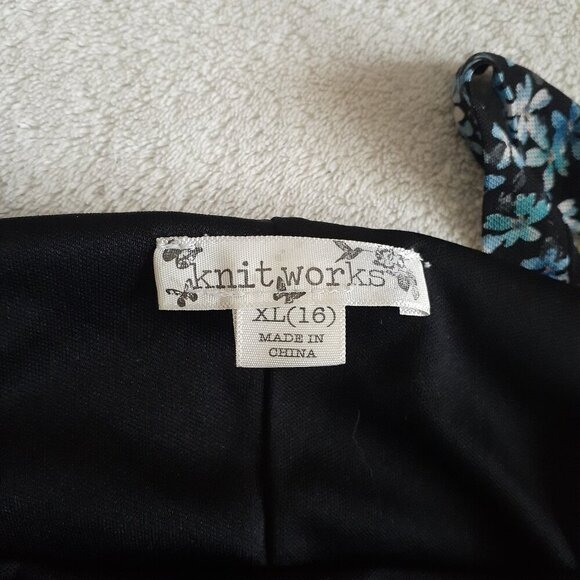 knit works
XL(16)
MADE IN
CHINA